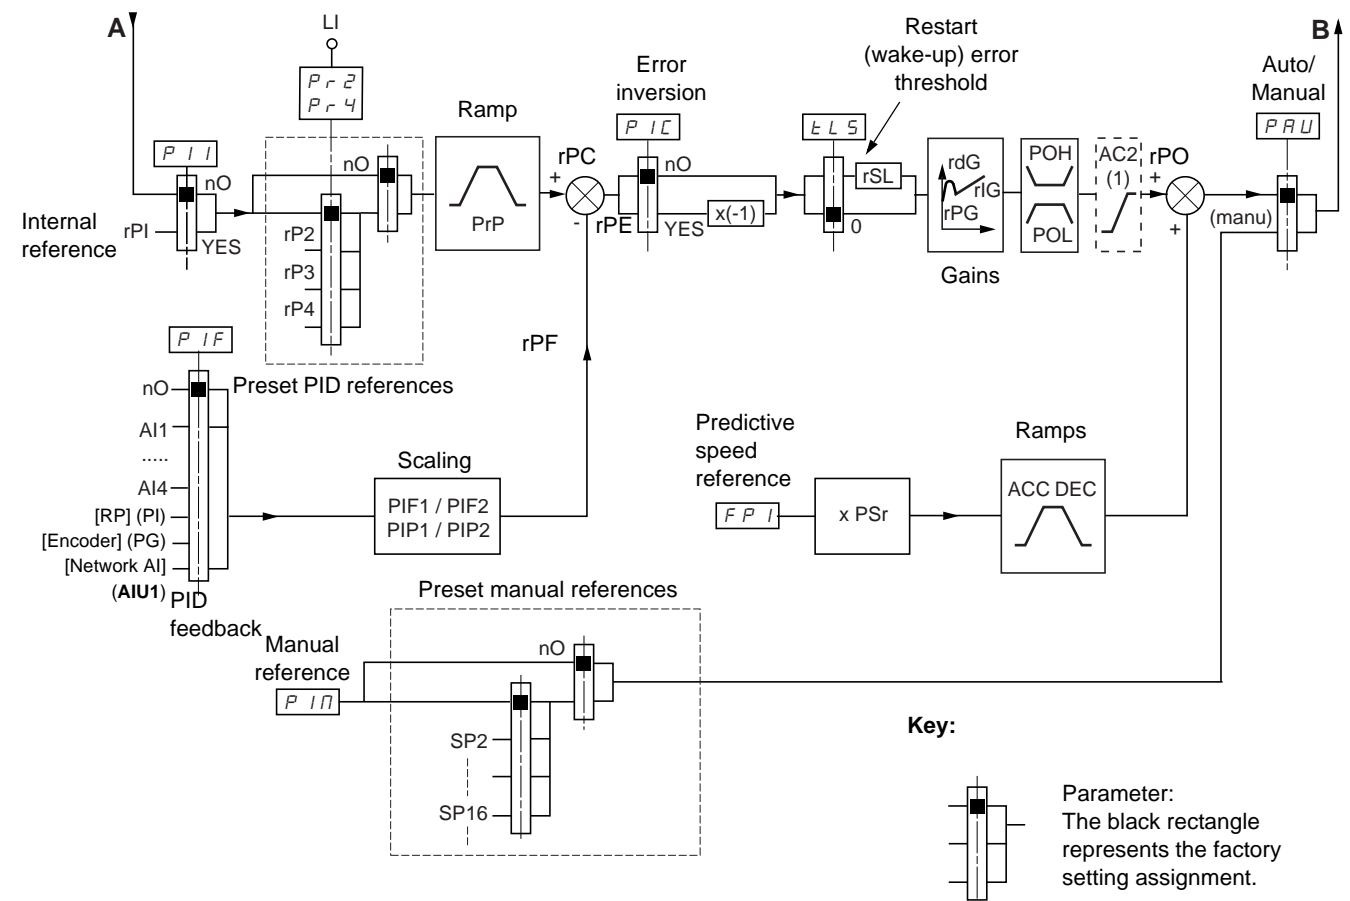 A
LI
Pr2
Pr4
Ramp
Error
inversion
PIC
Restart
(wake-up) error
threshold
tLS
B
Auto/
Manual
PAU
PII
nO
Internal
reference
rPI
YES
nO
rP2
rP3
rP4
PrP
rPC
+
-
rPE
nO
YES
x(-1)
rSL
0
rdG
rIG
rPG
Gains
POH
POL
AC2
(1)
rPO
+
+
(manu)
PIF
Preset PID references
rPF
nO
AI1
.....
AI4
[RP] (PI)
[Encoder] (PG)
[Network AI]
(AIU1)
PID
feedback
Scaling
PIF1 / PIF2
PIP1 / PIP2
Predictive
speed
reference
FPI
x PSr
Ramps
ACC DEC
Preset manual references
Manual
reference
PIM
nO
SP2
SP16
Key:
Parameter:
The black rectangle
represents the factory
setting assignment.